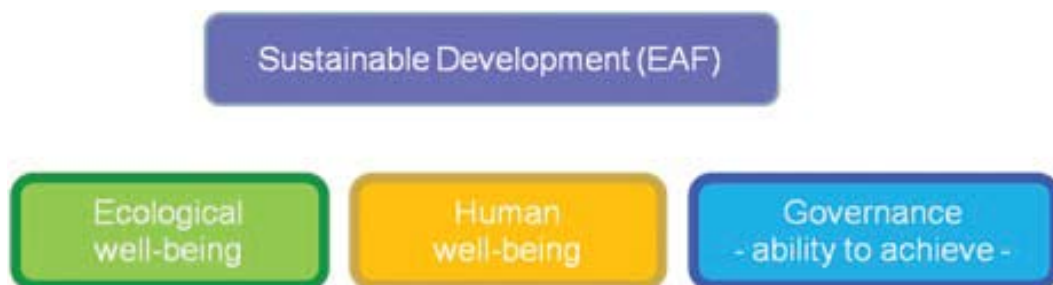 Sustainable Development (EAF)
Ecological
well-being
Human
well-being
Governance
- ability to achieve -